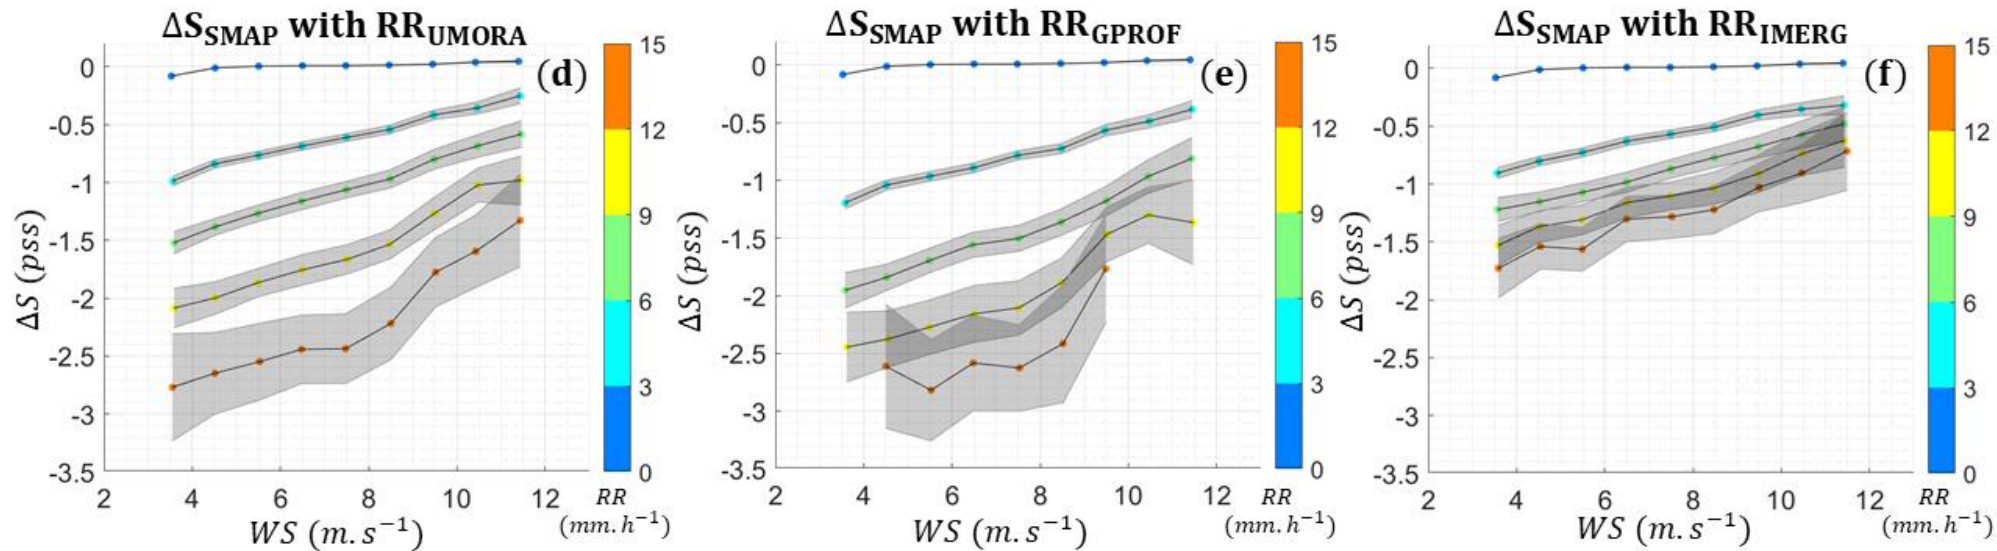 ΔS_SMAP with RR_UMORA
(d)
0
-0.5
-1
-1.5
-2
-2.5
-3
-3.5
ΔS (pss)
2 4 6 8 10 12
WS (m.s⁻¹)
15
12
9
6
3
0
RR
(mm.h⁻¹)
ΔS_SMAP with RR_GPROF
(e)
0
-0.5
-1
-1.5
-2
-2.5
-3
-3.5
ΔS (pss)
2 4 6 8 10 12
WS (m.s⁻¹)
15
12
9
6
3
0
RR
(mm.h⁻¹)
ΔS_SMAP with RR_IMERG
(f)
0
-0.5
-1
-1.5
-2
-2.5
-3
-3.5
ΔS (pss)
2 4 6 8 10 12
WS (m.s⁻¹)
15
12
9
6
3
0
RR
(mm.h⁻¹)